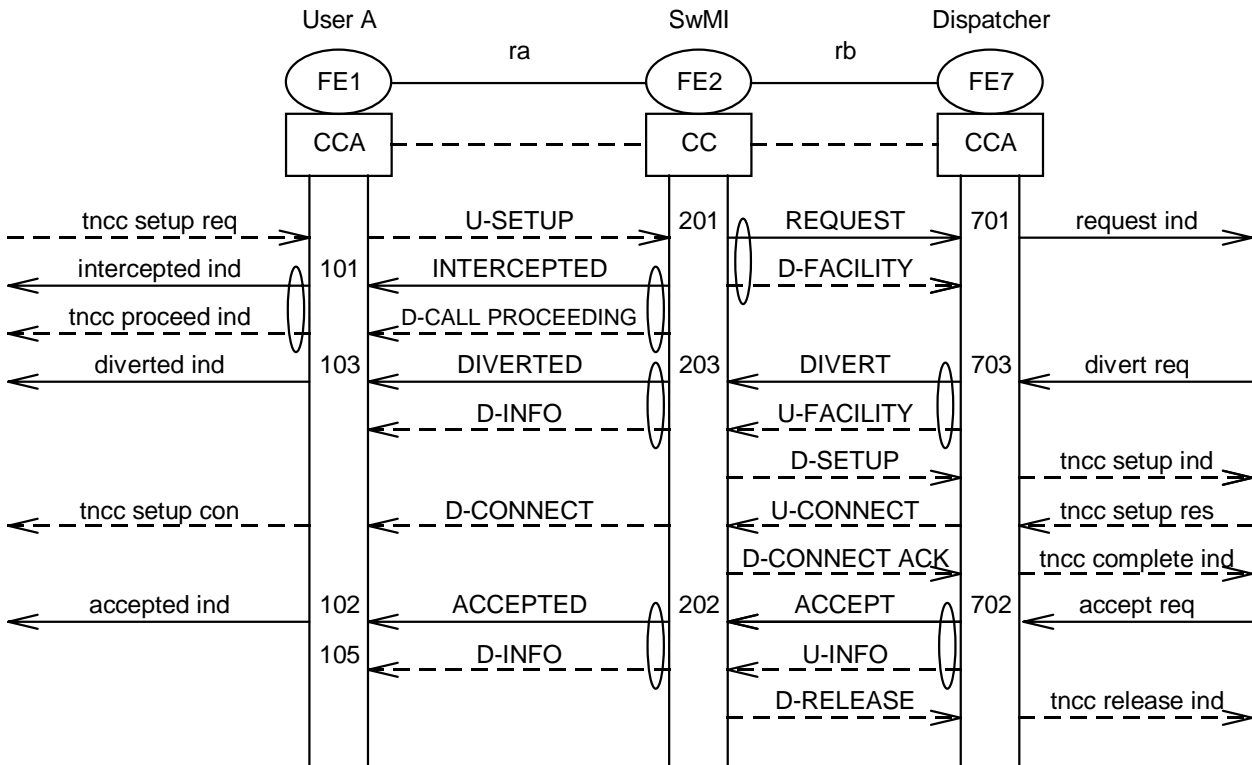 User A SwMI Dispatcher
ra rb
FE1 FE2 FE7
CCA CC CCA
tncc setup req U-SETUP 201 REQUEST 701 request ind
intercepted ind 101 INTERCEPTED D-FACILITY
tncc proceed ind D-CALL PROCEEDING
diverted ind 103 DIVERTED 203 DIVERT 703 divert req
D-INFO U-FACILITY
D-SETUP tncc setup ind
tncc setup con D-CONNECT U-CONNECT tncc setup res
D-CONNECT ACK tncc complete ind
accepted ind 102 ACCEPTED 202 ACCEPT 702 accept req
105 D-INFO U-INFO
D-RELEASE tncc release ind